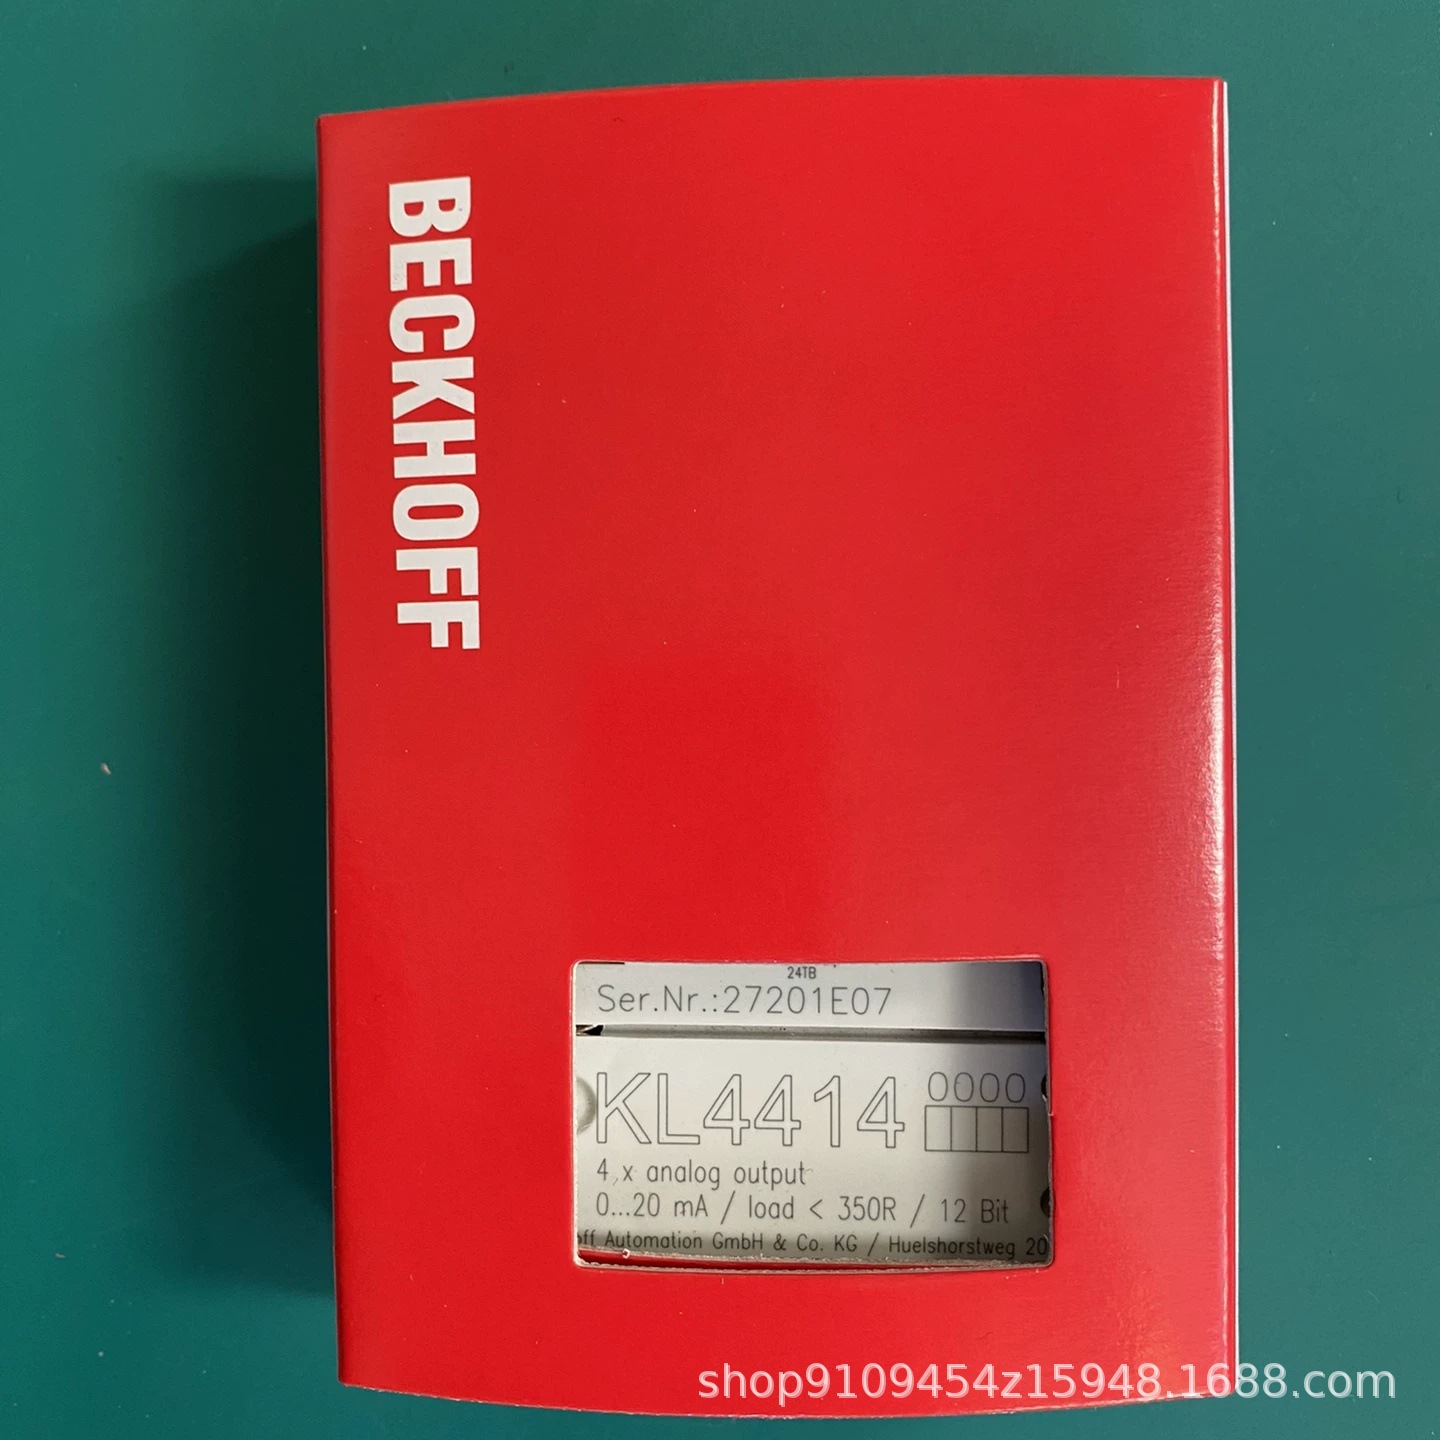 BECKHOFF
24TB
Ser.Nr.:27201E07
KL4414 0000
4 x analog output
0...20 mA / load < 350R / 12 Bit
off Automation GmbH & Co. KG / Huelshorstweg 20
shop9109454z15948.1688.com